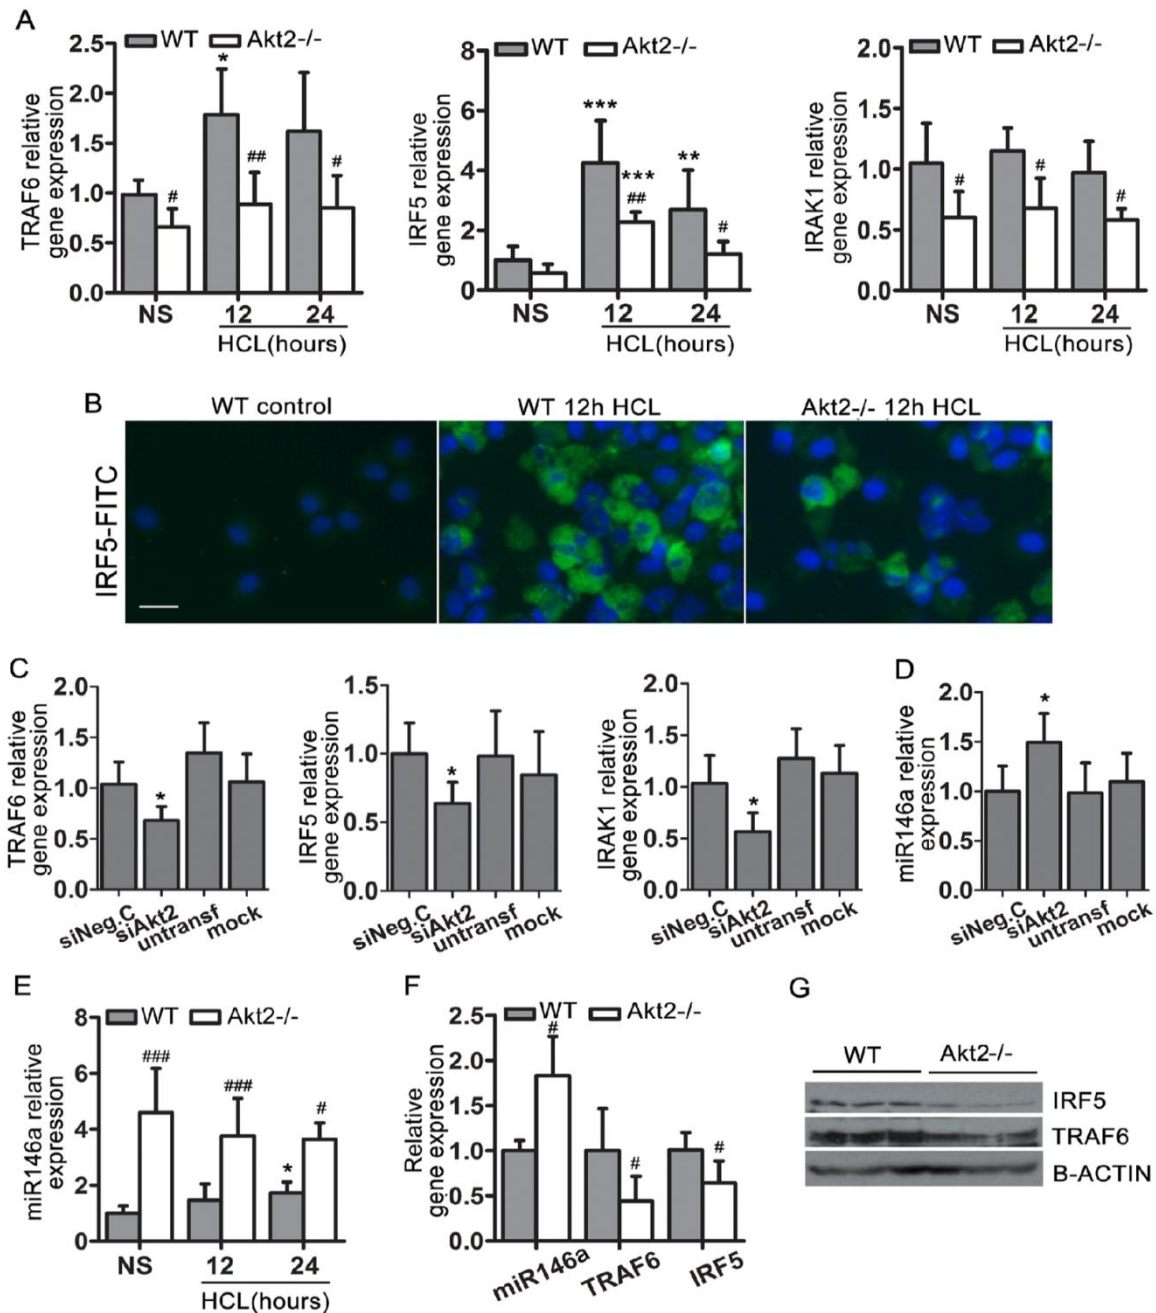 A
WT Akt2-/-
TRAF6 relative
gene expression
2.5
2.0
1.5
1.0
0.5
0.0
*
##
#
#
NS 12 24
HCL(hours)
WT Akt2-/-
IRF5 relative
gene expression
8
6
4
2
0
***
***
##
**
#
NS 12 24
HCL(hours)
WT Akt2-/-
IRAK1 relative
gene expression
2.0
1.5
1.0
0.5
0.0
#
#
#
NS 12 24
HCL(hours)
B
WT control WT 12h HCL Akt2-/- 12h HCL
IRF5-FITC
C
TRAF6 relative
gene expression
2.0
1.5
1.0
0.5
0.0
*
siNeg.C siAkt2 untransf mock
IRF5 relative
gene expression
1.5
1.0
0.5
0.0
*
siNeg.C siAkt2 untransf mock
IRAK1 relative
gene expression
2.0
1.5
1.0
0.5
0.0
*
siNeg.C siAkt2 untransf mock
D
miR146a relative
expression
2.0
1.5
1.0
0.5
0.0
*
siNeg.C siAkt2 untransf mock
E
WT Akt2-/-
miR146a relative
expression
8
6
4
2
0
###
###
#
*
NS 12 24
HCL(hours)
F
WT Akt2-/-
Relative
gene expression
2.5
2.0
1.5
1.0
0.5
0.0
#
#
#
miR146a TRAF6 IRF5
G
WT Akt2-/-
IRF5
TRAF6
B-ACTIN